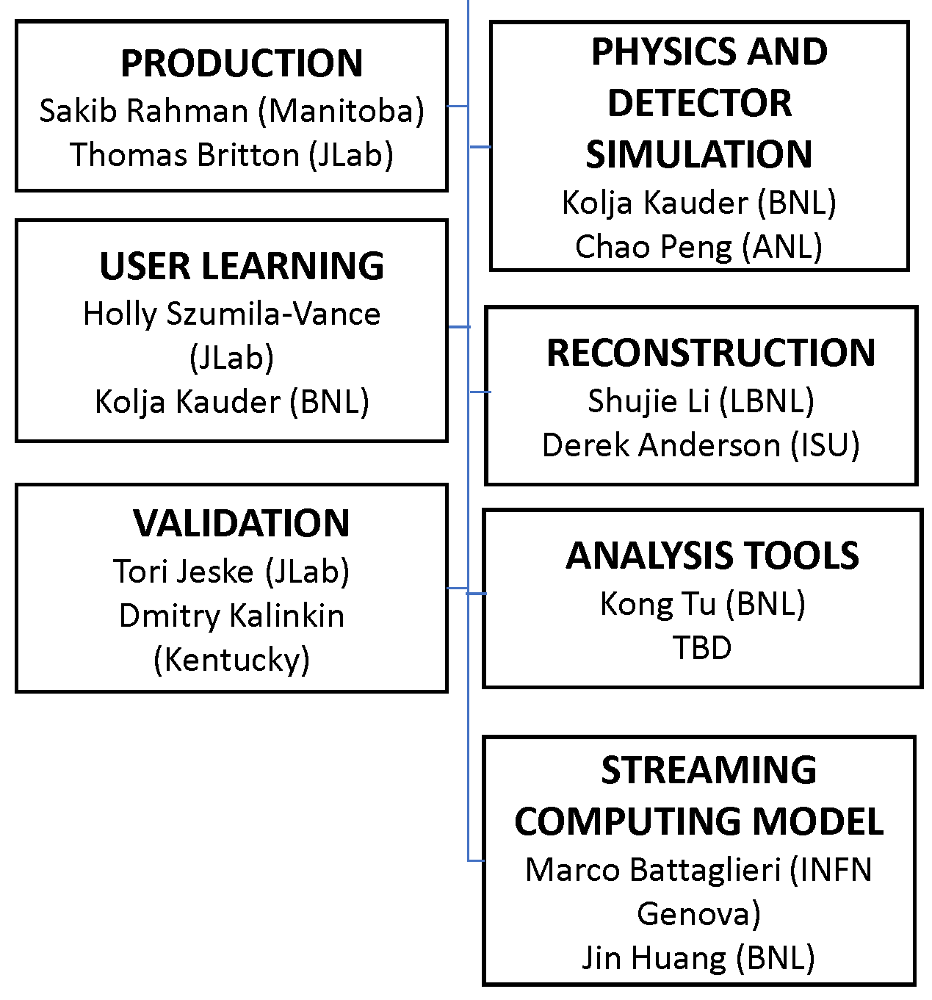 PRODUCTION
Sakib Rahman (Manitoba)
Thomas Britton (JLab)
USER LEARNING
Holly Szumila-Vance
(JLab)
Kolja Kauder (BNL)
VALIDATION
Tori Jeske (JLab)
Dmitry Kalinkin
(Kentucky)
PHYSICS AND
DETECTOR
SIMULATION
Kolja Kauder (BNL)
Chao Peng (ANL)
RECONSTRUCTION
Shujie Li (LBNL)
Derek Anderson (ISU)
ANALYSIS TOOLS
Kong Tu (BNL)
TBD
STREAMING
COMPUTING MODEL
Marco Battaglieri (INFN
Genova)
Jin Huang (BNL)